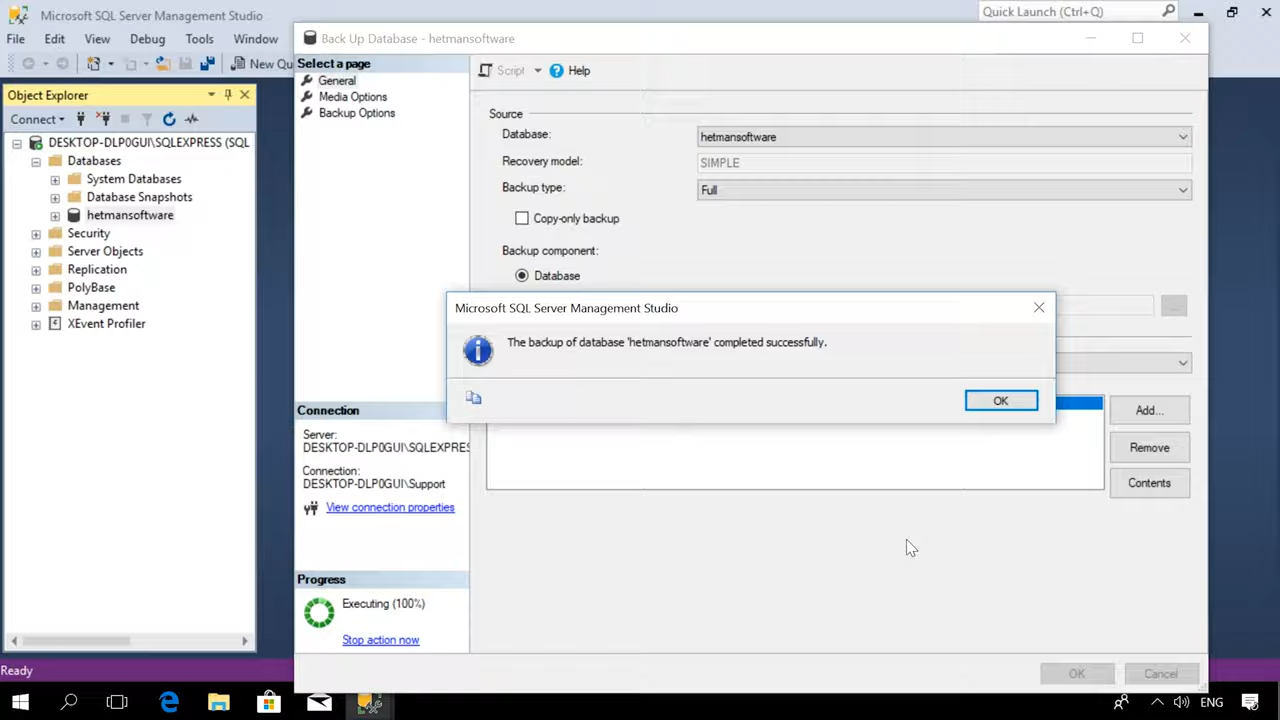 Microsoft SQL Server Management Studio
Quick Launch (Ctrl+Q)
File Edit View Debug Tools Window
New Qu
Object Explorer
Connect
DESKTOP-DLP0GUI\SQLEXPRESS (SQL
Databases
System Databases
Database Snapshots
hetmansoftware
Security
Server Objects
Replication
PolyBase
Management
XEvent Profiler
Ready
Back Up Database - hetmansoftware
Select a page
General
Media Options
Backup Options
Script Help
Source
Database: hetmansoftware
Recovery model: SIMPLE
Backup type: Full
Copy-only backup
Backup component:
Database
...
Microsoft SQL Server Management Studio
The backup of database 'hetmansoftware' completed successfully.
OK
Add...
Remove
Contents
Connection
Server:
DESKTOP-DLP0GUI\SQLEXPRESS
Connection:
DESKTOP-DLP0GUI\Support
View connection properties
Progress
Executing (100%)
Stop action now
OK Cancel
ENG